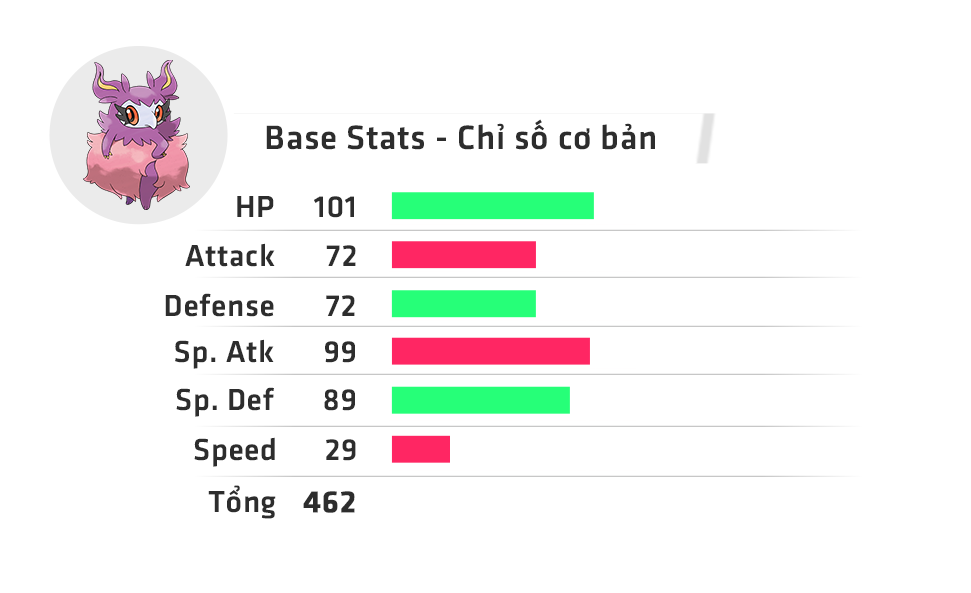 Base Stats - Chỉ số cơ bản
HP 101
Attack 72
Defense 72
Sp. Atk 99
Sp. Def 89
Speed 29
Tổng 462